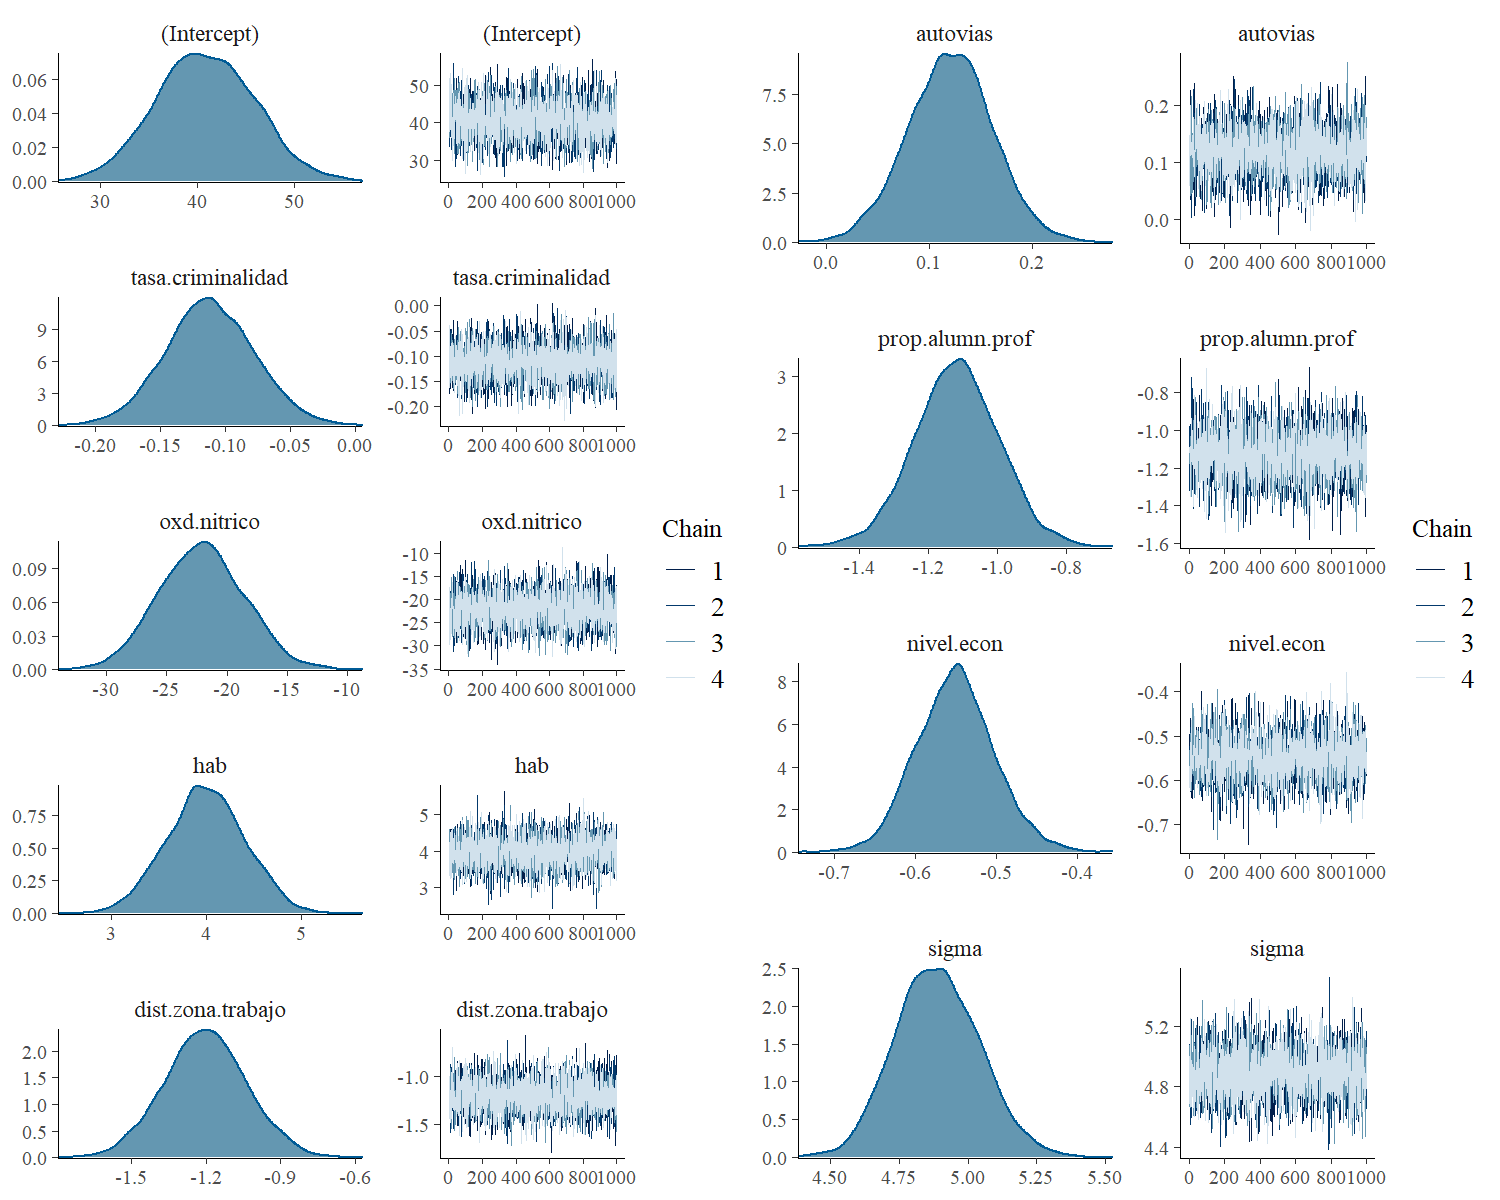 (Intercept)
0.06
0.04
0.02
0.00
30 40 50
(Intercept)
50
40
30
0 200 400 600 800 1000
tasa.criminalidad
9
6
3
0
-0.20 -0.15 -0.10 -0.05 0.00
tasa.criminalidad
0.00
-0.05
-0.10
-0.15
-0.20
0 200 400 600 800 1000
oxd.nitrico
0.09
0.06
0.03
0.00
-30 -25 -20 -15 -10
oxd.nitrico
-10
-15
-20
-25
-30
-35
0 200 400 600 800 1000
hab
0.75
0.50
0.25
0.00
3 4 5
hab
5
4
3
0 200 400 600 800 1000
dist.zona.trabajo
2.0
1.5
1.0
0.5
0.0
-1.5 -1.2 -0.9 -0.6
dist.zona.trabajo
-1.0
-1.5
0 200 400 600 800 1000
Chain
1
2
3
4
autovias
7.5
5.0
2.5
0.0
0.0 0.1 0.2
autovias
0.2
0.1
0.0
0 200 400 600 800 1000
prop.alumn.prof
3
2
1
0
-1.4 -1.2 -1.0 -0.8
prop.alumn.prof
-0.8
-1.0
-1.2
-1.4
-1.6
0 200 400 600 800 1000
nivel.econ
8
6
4
2
0
-0.7 -0.6 -0.5 -0.4
nivel.econ
-0.4
-0.5
-0.6
-0.7
0 200 400 600 800 1000
sigma
2.5
2.0
1.5
1.0
0.5
0.0
4.50 4.75 5.00 5.25 5.50
sigma
5.2
4.8
4.4
0 200 400 600 800 1000
Chain
1
2
3
4